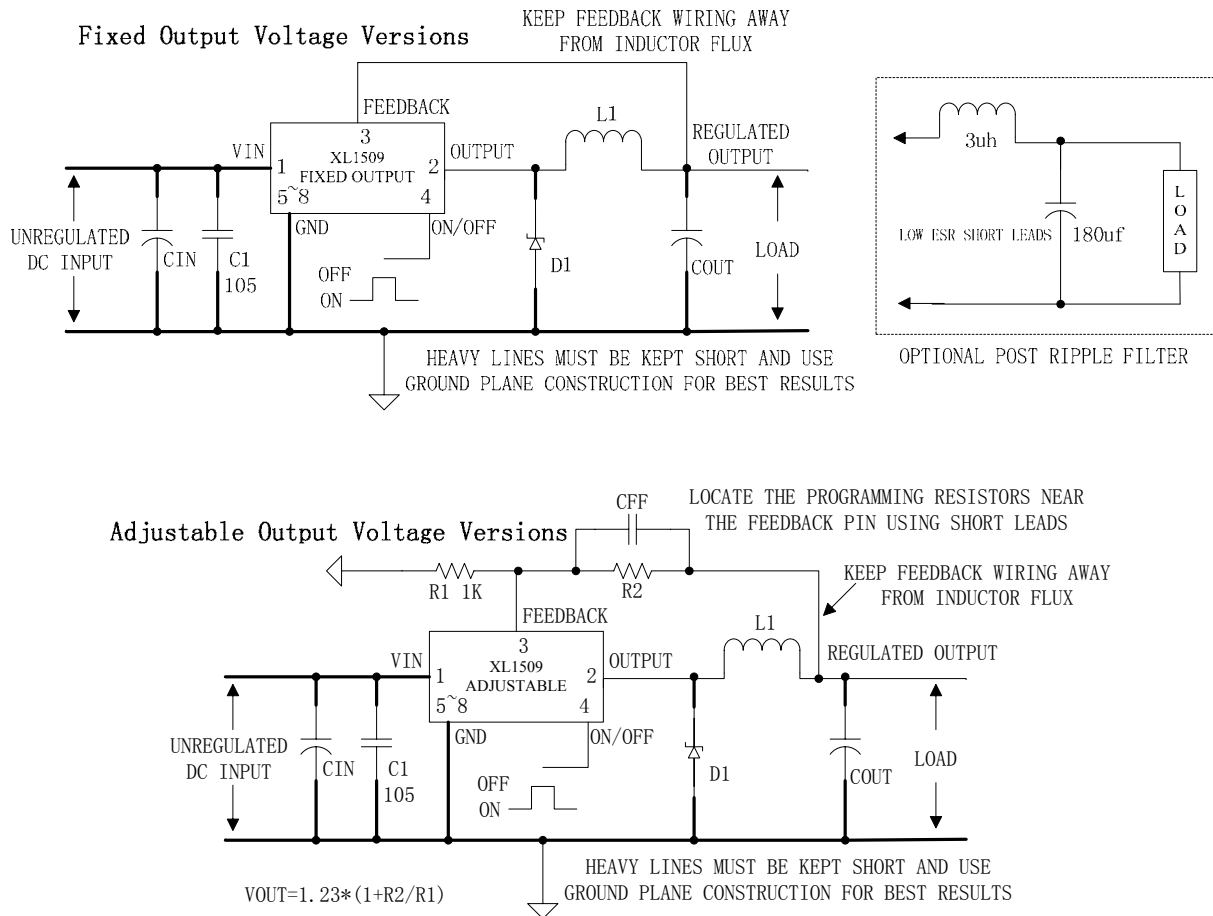 Fixed Output Voltage Versions
KEEP FEEDBACK WIRING AWAY
FROM INDUCTOR FLUX
FEEDBACK
3
L1
VIN
1
XL1509
FIXED OUTPUT
2
OUTPUT
REGULATED
OUTPUT
5~8
4
GND
ON/OFF
UNREGULATED
DC INPUT
CIN
C1
105
OFF
ON
D1
COUT
LOAD
HEAVY LINES MUST BE KEPT SHORT AND USE
GROUND PLANE CONSTRUCTION FOR BEST RESULTS
3uh
LOW ESR SHORT LEADS
180uf
LOAD
OPTIONAL POST RIPPLE FILTER
Adjustable Output Voltage Versions
CFF
LOCATE THE PROGRAMMING RESISTORS NEAR
THE FEEDBACK PIN USING SHORT LEADS
R1 1K
R2
KEEP FEEDBACK WIRING AWAY
FROM INDUCTOR FLUX
FEEDBACK
3
L1
VIN
1
XL1509
ADJUSTABLE
2
OUTPUT
REGULATED OUTPUT
5~8
4
GND
ON/OFF
UNREGULATED
DC INPUT
CIN
C1
105
OFF
ON
D1
COUT
LOAD
HEAVY LINES MUST BE KEPT SHORT AND USE
GROUND PLANE CONSTRUCTION FOR BEST RESULTS
VOUT=1.23*(1+R2/R1)